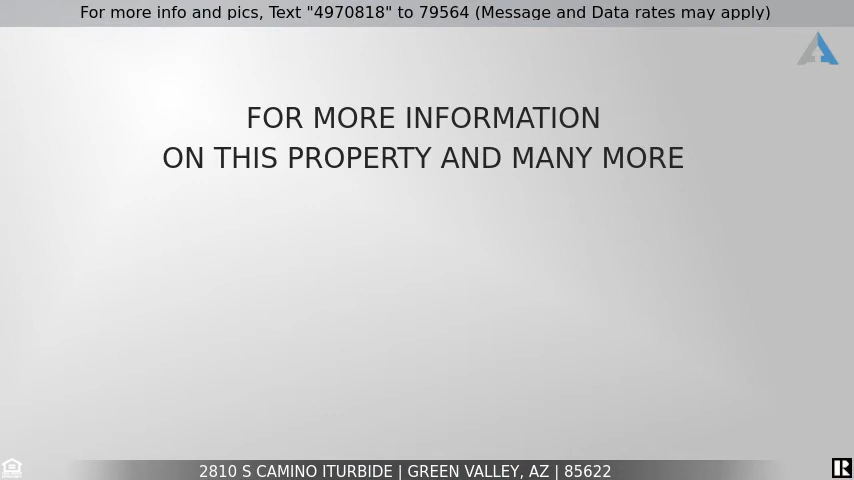 For more info and pics, Text "4970818" to 79564 (Message and Data rates may apply)
FOR MORE INFORMATION
ON THIS PROPERTY AND MANY MORE
2810 S CAMINO ITURBIDE | GREEN VALLEY, AZ | 85622